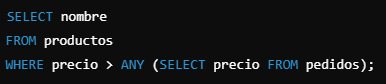 SELECT nombre
FROM productos
WHERE precio > ANY (SELECT precio FROM pedidos);